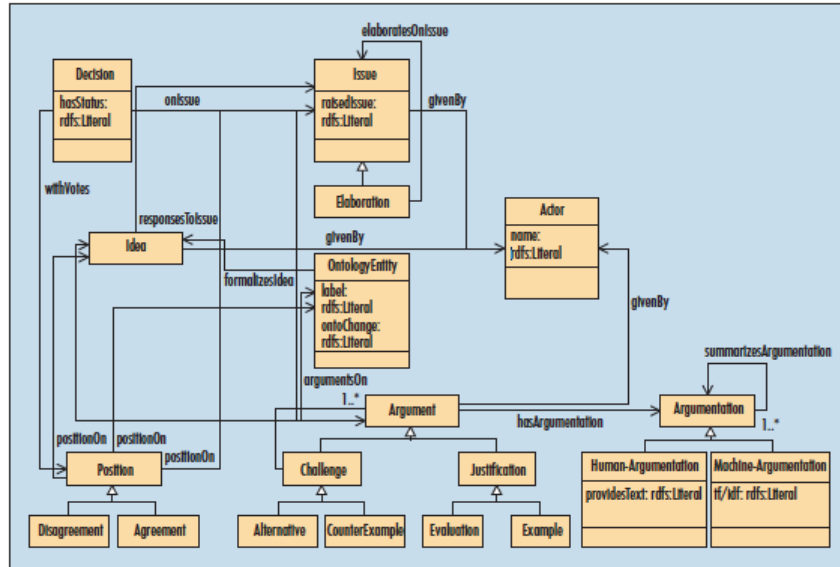 elaboratesOnIssue
Decision
hasStatus:
rdfs:Literal
onIssue
Issue
raisedIssue:
rdfs:Literal
givenBy
withVotes
Elaboration
responsesToIssue
Idea
givenBy
Actor
name:
rdfs:Literal
formalizesIdea
OntologyEntity
label:
rdfs:Literal
ontoChange:
rdfs:Literal
givenBy
argumentsOn
summarizesArgumentation
1..*
Argument
hasArgumentation
Argumentation
1..*
positionOn
positionOn
positionOn
Position
Challenge
Justification
Human-Argumentation
providesText: rdfs:Literal
Machine-Argumentation
tf/idf: rdfs:Literal
Disagreement
Agreement
Alternative
CounterExample
Evaluation
Example